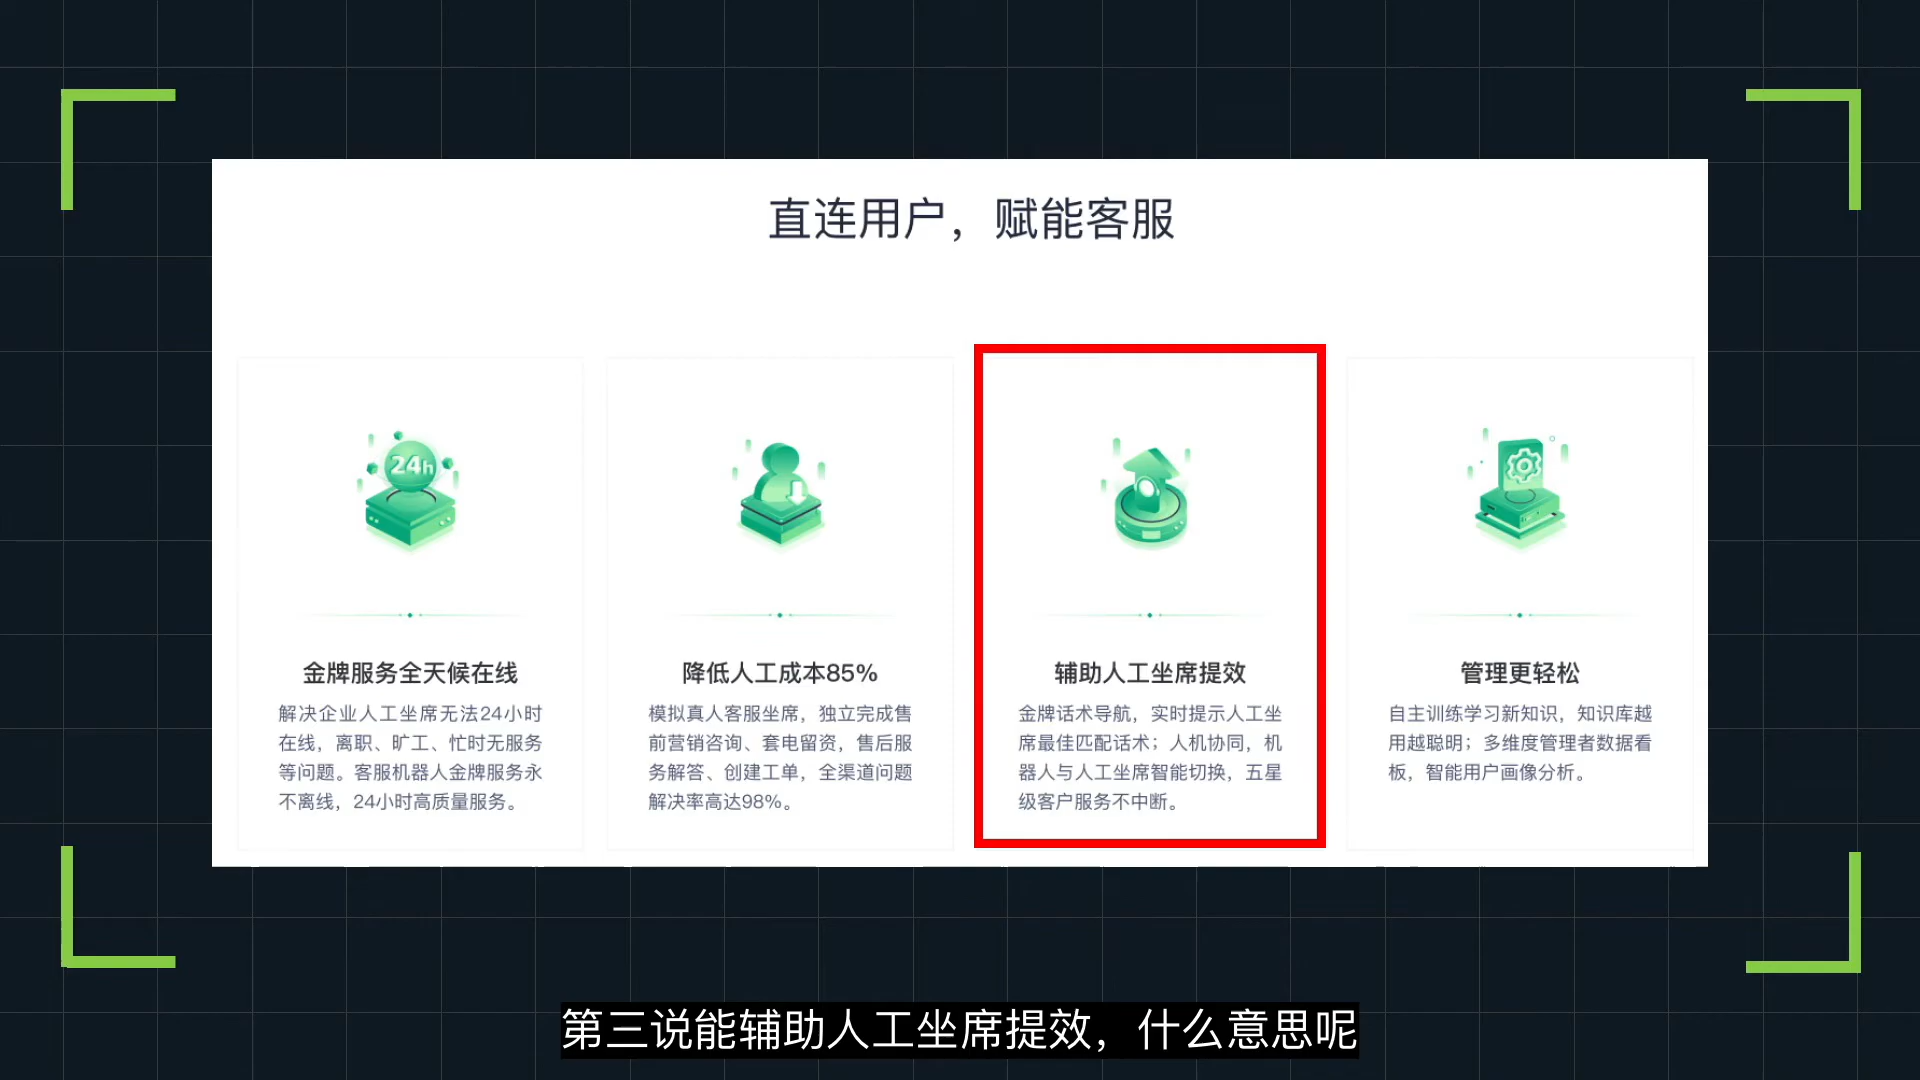 直连用户，赋能客服
24h
金牌服务全天候在线
解决企业人工坐席无法24小时
在线，离职、旷工、忙时无服务
等问题。客服机器人金牌服务永
不离线，24小时高质量服务。
降低人工成本85%
模拟真人客服坐席，独立完成售
前营销咨询、套电留资，售后服
务解答、创建工单，全渠道问题
解决率高达98%。
辅助人工坐席提效
金牌话术导航，实时提示人工坐
席最佳匹配话术；人机协同，机
器人与人工坐席智能切换，五星
级客户服务不中断。
管理更轻松
自主训练学习新知识，知识库越
用越聪明；多维度管理者数据看
板，智能用户画像分析。
第三说能辅助人工坐席提效，什么意思呢